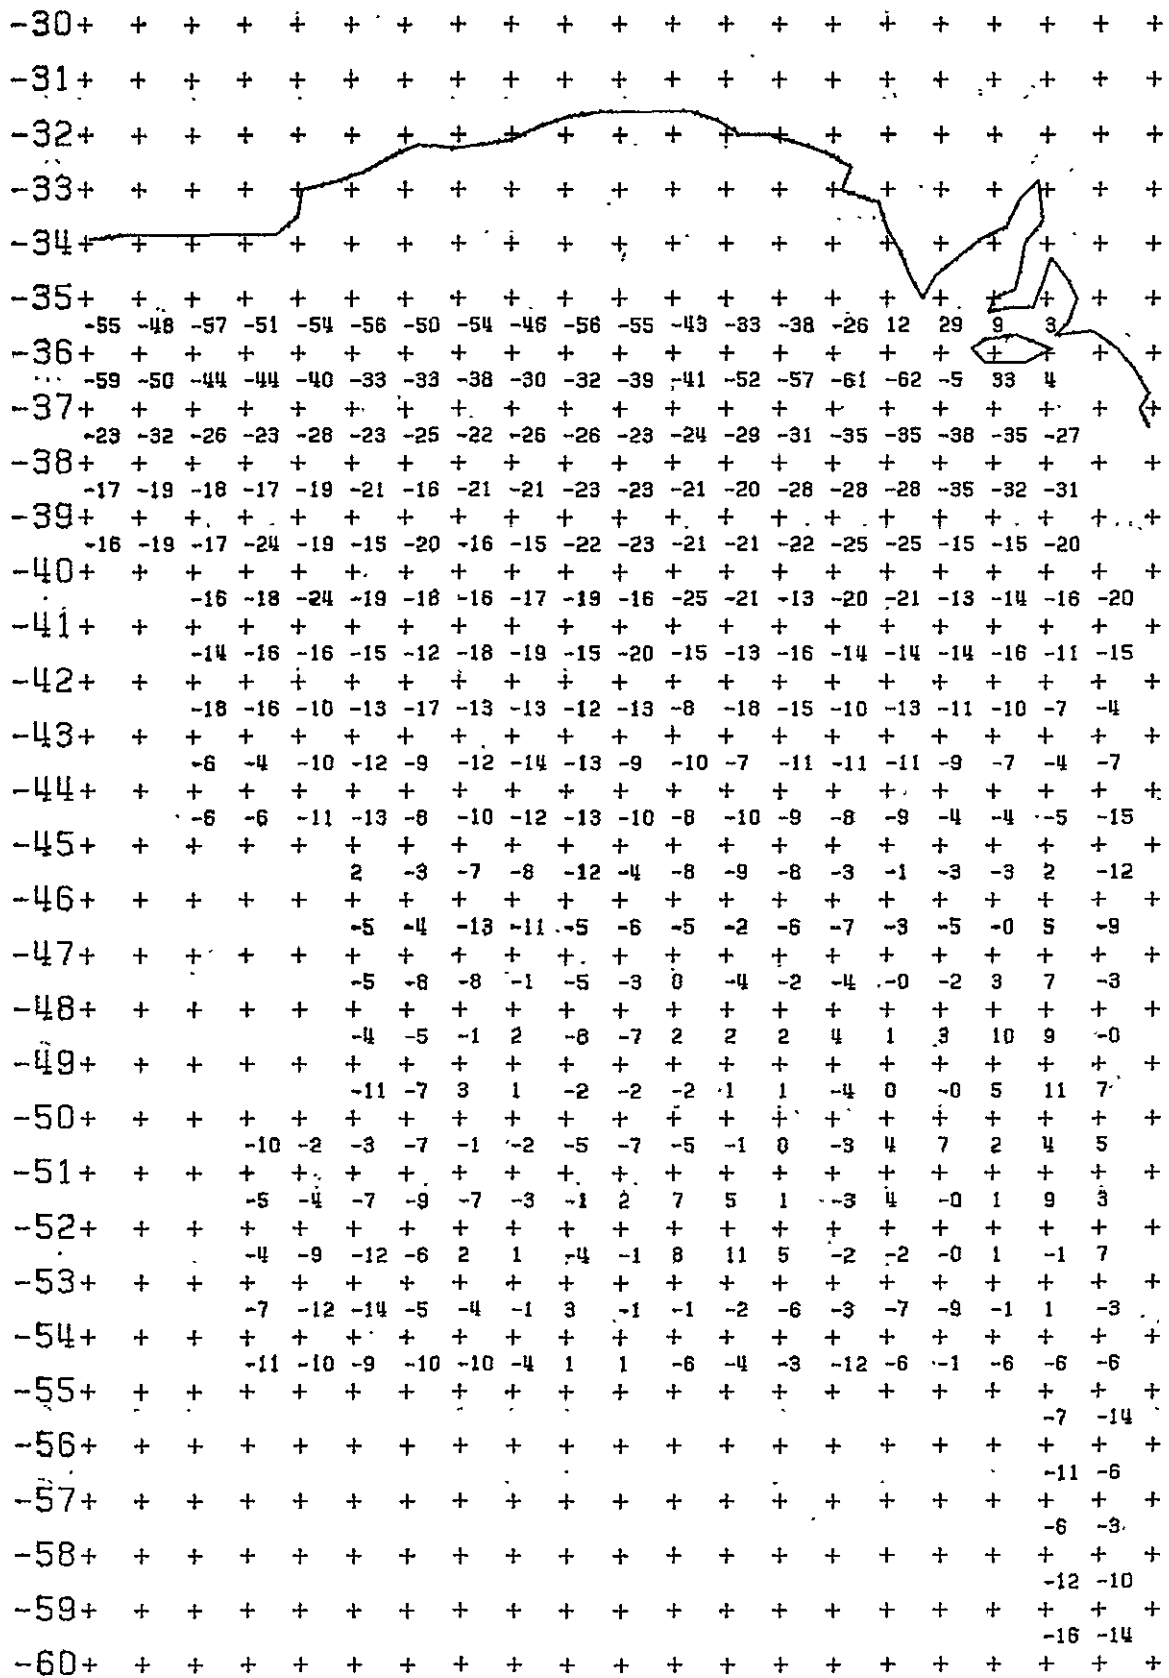 -30+ + + + + + + + + + + + + + + + + + + + +
-31+ + + + + + + + + + + + + + + + + + + + +
-32+ + + + + + + + + + + + + + + + + + + + +
-33+ + + + + + + + + + + + + + + + + + + + +
-34+ + + + + + + + + + + + + + + + + + + + +
-35+ + + + + + + + + + + + + + + + + + + + +
-55 -48 -57 -51 -54 -56 -50 -54 -46 -56 -55 -43 -33 -38 -26 12 29 9 3
-36+ + + + + + + + + + + + + + + + + + + + +
-59 -50 -44 -44 -40 -33 -33 -38 -30 -32 -39 -41 -52 -57 -61 -62 -5 33 4
-37+ + + + + + + + + + + + + + + + + + + + +
-23 -32 -26 -23 -28 -23 -25 -22 -26 -26 -23 -24 -29 -31 -35 -35 -38 -35 -27
-38+ + + + + + + + + + + + + + + + + + + + +
-17 -19 -18 -17 -19 -21 -16 -21 -21 -23 -23 -21 -20 -28 -28 -28 -35 -32 -31
-39+ + + + + + + + + + + + + + + + + + + + +
-16 -19 -17 -24 -19 -15 -20 -16 -15 -22 -23 -21 -21 -22 -25 -25 -15 -15 -20
-40+ + + + + + + + + + + + + + + + + + + + +
-16 -18 -24 -19 -18 -16 -17 -19 -16 -25 -21 -13 -20 -21 -13 -14 -16 -20
-41+ + + + + + + + + + + + + + + + + + + + +
-14 -16 -16 -15 -12 -18 -19 -15 -20 -15 -13 -16 -14 -14 -14 -16 -11 -15
-42+ + + + + + + + + + + + + + + + + + + + +
-18 -16 -10 -13 -17 -13 -13 -12 -13 -8 -18 -15 -10 -13 -11 -10 -7 -4
-43+ + + + + + + + + + + + + + + + + + + + +
-6 -4 -10 -12 -9 -12 -14 -13 -9 -10 -7 -11 -11 -11 -9 -7 -4 -7
-44+ + + + + + + + + + + + + + + + + + + + +
-6 -6 -11 -13 -8 -10 -12 -13 -10 -8 -10 -9 -8 -9 -4 -4 -5 -15
-45+ + + + + + + + + + + + + + + + + + + + +
2 -3 -7 -8 -12 -4 -8 -9 -8 -3 -1 -3 -3 2 -12
-46+ + + + + + + + + + + + + + + + + + + + +
-5 -4 -13 -11 -5 -6 -5 -2 -6 -7 -3 -5 -0 5 -9
-47+ + + + + + + + + + + + + + + + + + + + +
-5 -8 -8 -1 -5 -3 0 -4 -2 -4 -0 -2 3 7 -3
-48+ + + + + + + + + + + + + + + + + + + + +
-4 -5 -1 2 -8 -7 2 2 2 4 1 3 10 9 -0
-49+ + + + + + + + + + + + + + + + + + + + +
-11 -7 3 1 -2 -2 -2 1 1 -4 0 -0 5 11 7
-50+ + + + + + + + + + + + + + + + + + + + +
-10 -2 -3 -7 -1 -2 -5 -7 -5 -1 0 -3 4 7 2 4 5
-51+ + + + + + + + + + + + + + + + + + + + +
-5 -4 -7 -9 -7 -3 -1 2 7 5 1 -3 4 -0 1 9 3
-52+ + + + + + + + + + + + + + + + + + + + +
-4 -9 -12 -6 2 1 -4 -1 8 11 5 -2 -2 -0 1 -1 7
-53+ + + + + + + + + + + + + + + + + + + + +
-7 -12 -14 -5 -4 -1 3 -1 -1 -2 -6 -3 -7 -9 -1 1 -3
-54+ + + + + + + + + + + + + + + + + + + + +
-11 -10 -9 -10 -10 -4 1 1 -6 -4 -3 -12 -6 -1 -6 -6 -6
-55+ + + + + + + + + + + + + + + + + + + + +
-7 -14
-56+ + + + + + + + + + + + + + + + + + + + +
-11 -6
-57+ + + + + + + + + + + + + + + + + + + + +
-6 -3
-58+ + + + + + + + + + + + + + + + + + + + +
-12 -10
-59+ + + + + + + + + + + + + + + + + + + + +
-16 -14
-60+ + + + + + + + + + + + + + + + + + + + +